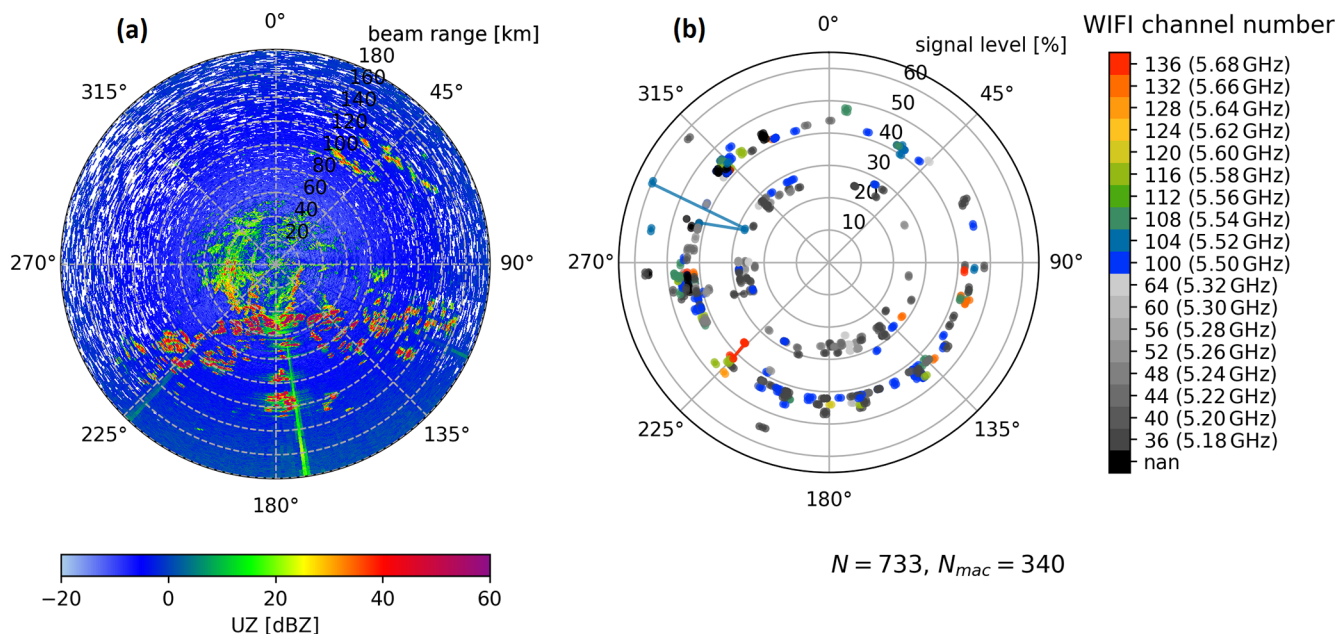 (a)
0°
beam range [km]
180
160
140
120
100
80
60
40
20
45°
90°
135°
180°
225°
270°
315°
−20
0
20
40
60
UZ [dBZ]
(b)
0°
signal level [%]
60
50
40
30
20
10
45°
90°
135°
180°
225°
270°
315°
N = 733, Nmac = 340
WIFI channel number
136 (5.68 GHz)
132 (5.66 GHz)
128 (5.64 GHz)
124 (5.62 GHz)
120 (5.60 GHz)
116 (5.58 GHz)
112 (5.56 GHz)
108 (5.54 GHz)
104 (5.52 GHz)
100 (5.50 GHz)
64 (5.32 GHz)
60 (5.30 GHz)
56 (5.28 GHz)
52 (5.26 GHz)
48 (5.24 GHz)
44 (5.22 GHz)
40 (5.20 GHz)
36 (5.18 GHz)
nan